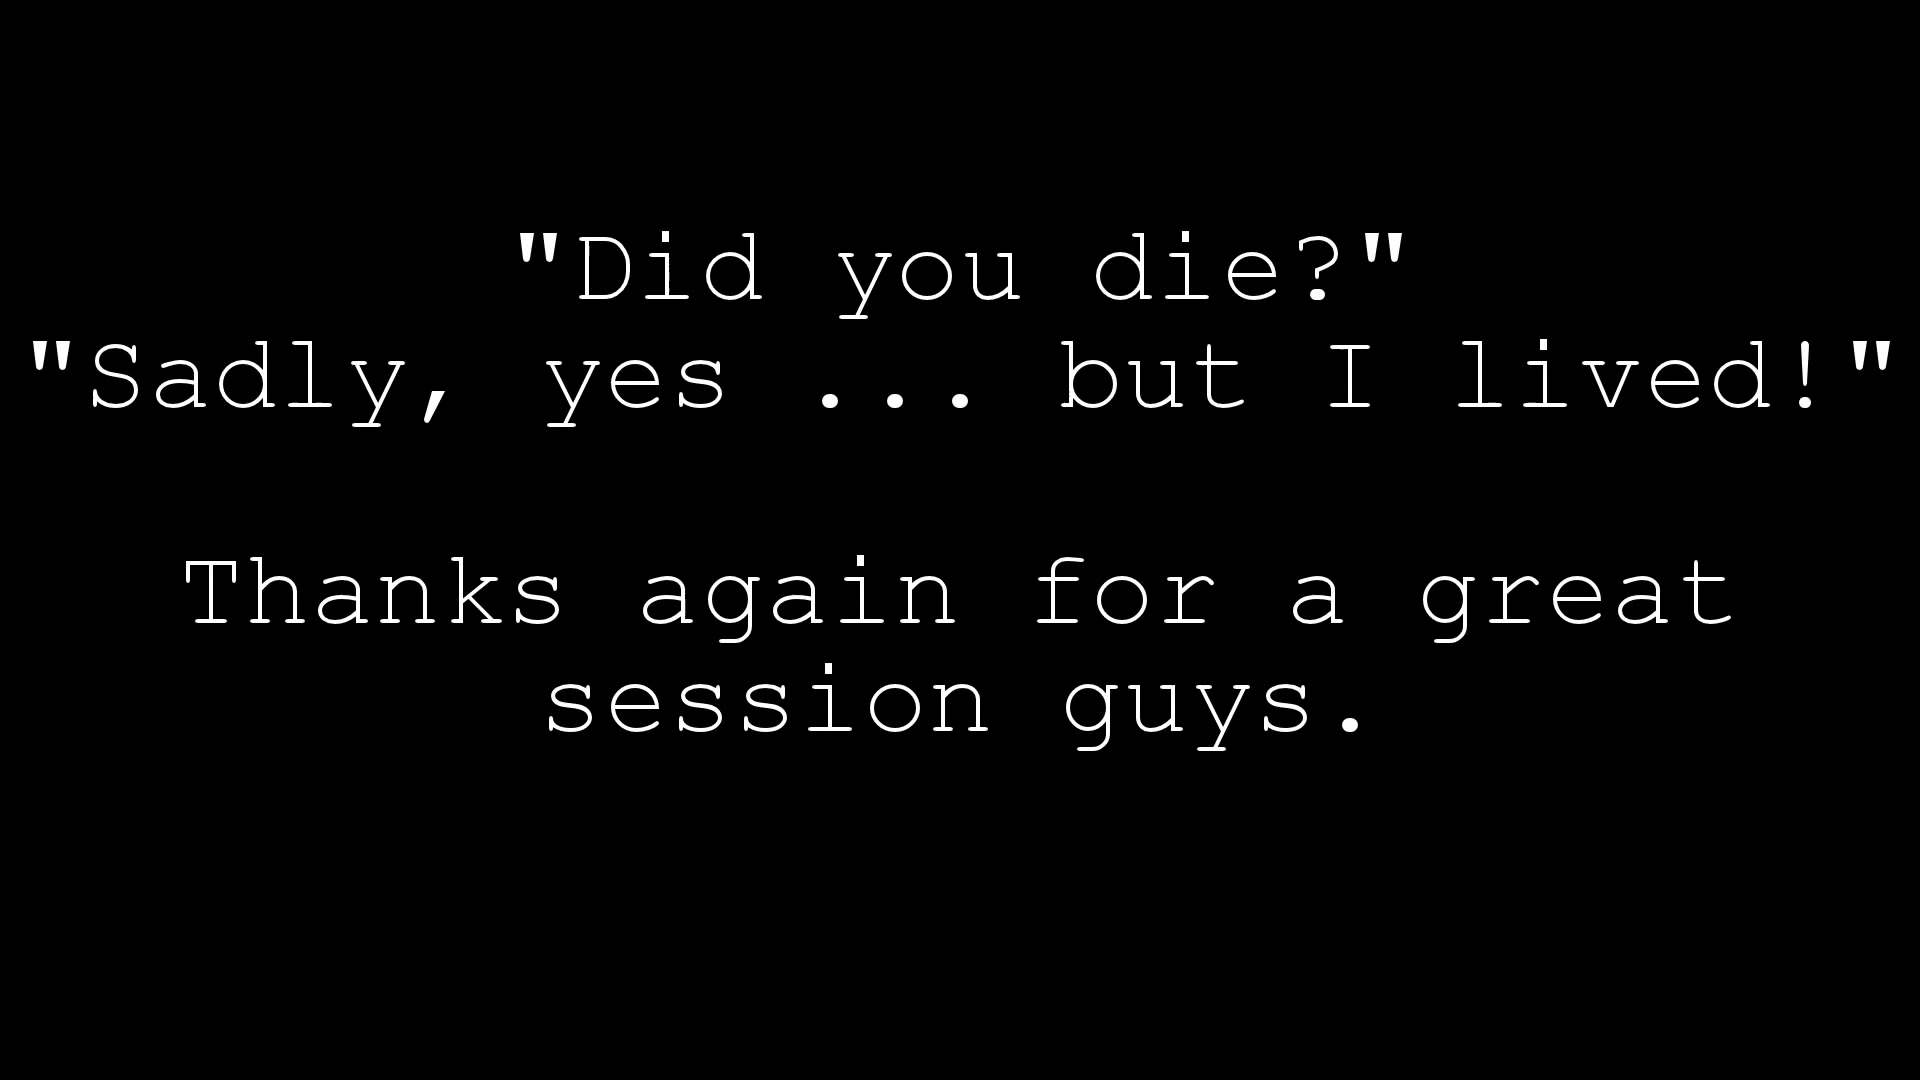 "Did you die?"
"Sadly, yes ... but I lived!"
Thanks again for a great
session guys.